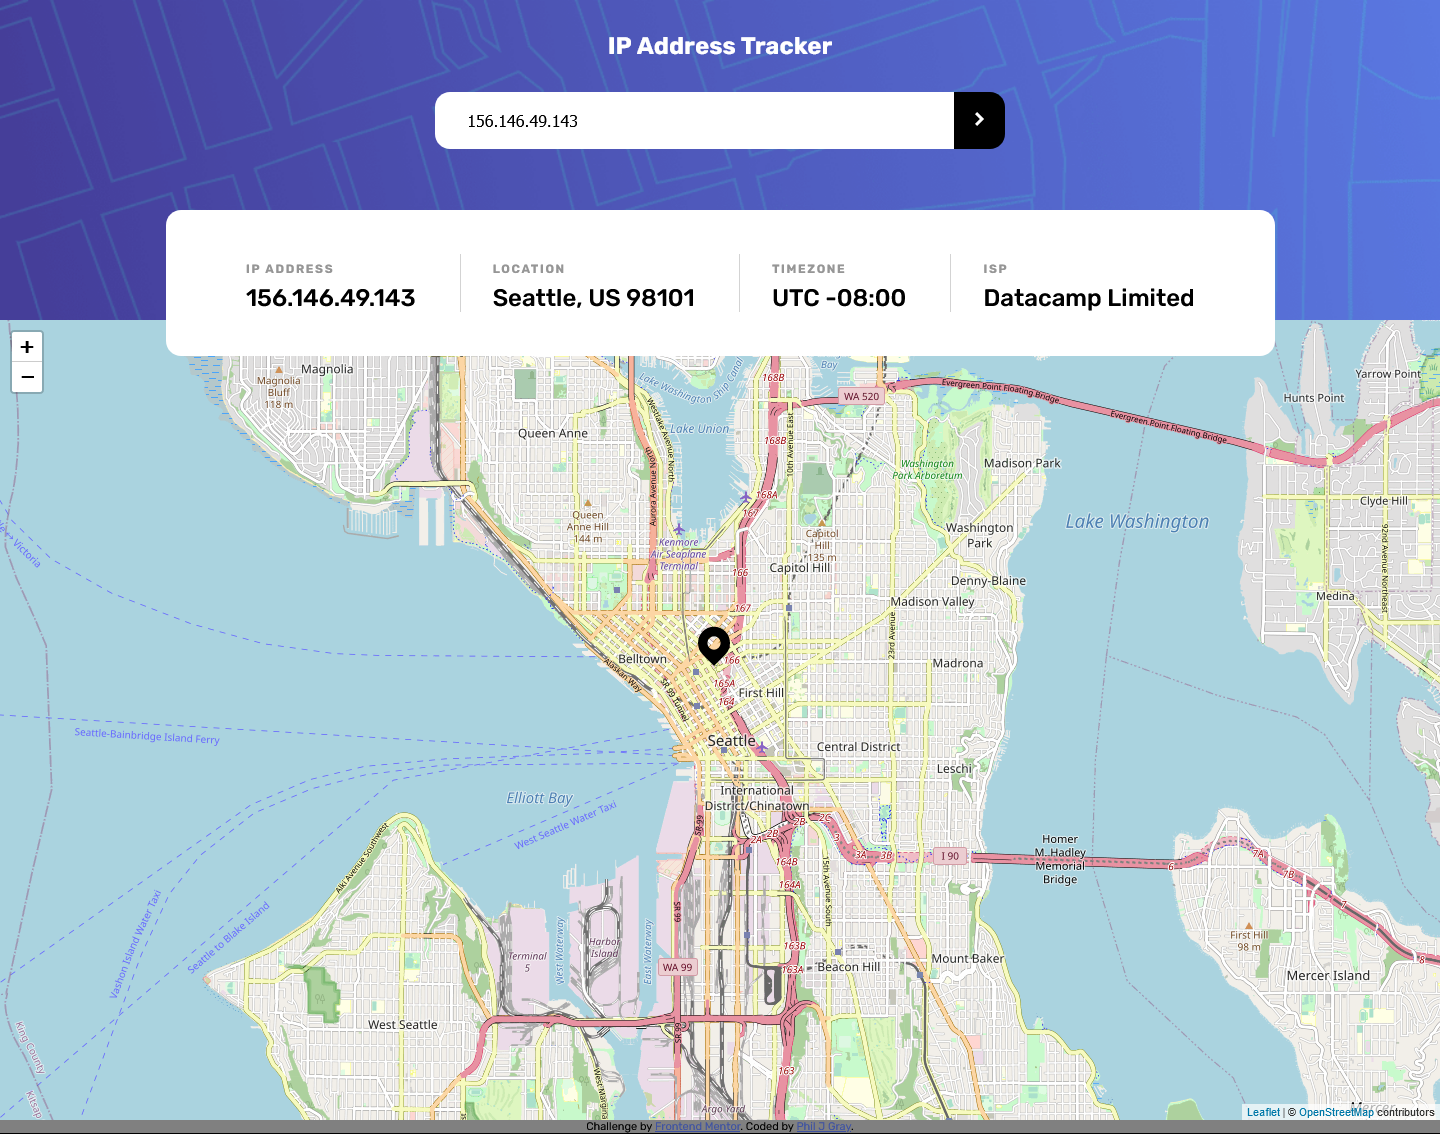 IP Address Tracker
156.146.49.143
IP ADDRESS
156.146.49.143
LOCATION
Seattle, US 98101
TIMEZONE
UTC -08:00
ISP
Datacamp Limited
+
−
Magnolia
Magnolia
Bluff
118 m
Queen Anne
Lake Washington Ship Canal
Lake Union
Westlake Avenue North
Aurora Avenue North
168B
Bay
WA 520
Evergreen Point Floating Bridge
Evergreen Point Floating Bridge
Yarrow Point
Hunts Point
168B
10th Avenue East
Washington
Park Arboretum
Madison Park
Clyde Hill
168A
167
Queen
Anne Hill
144 m
Kenmore
Air Seaplane
Terminal
Capitol
Hill
135 m
Capitol Hill
Washington
Park
Lake Washington
92nd Avenue Northeast
Victoria
166
Denny-Blaine
Medina
167
Madison Valley
23rd Avenue
Belltown
166
Madrona
Alaskan Way
SR 99 Tunnel
165A
First Hill
164
Seattle-Bainbridge Island Ferry
Seattle
Central District
Leschi
Elliott Bay
International
District/Chinatown
West Seattle Water Taxi
SR 99
2A
2B
2B
2C
3A
3B
I 90
Homer
M. Hadley
Memorial
Bridge
6
7A
7B
7
8
Alki Avenue Southwest
164B
164A
15th Avenue South
SR 99
Vashon Island Water Taxi
Seattle to Blake Island
Terminal
5
West Waterway
Harbor
Island
East Waterway
163B
163A
WA 99
Beacon Hill
Mount Baker
First Hill
98 m
Mercer Island
King County
Kitsap
West Seattle
SR 99
163
West Marginal
Argo Yard
Mercer
Leaflet | © OpenStreetMap contributors
Challenge by Frontend Mentor. Coded by Phil J Gray.